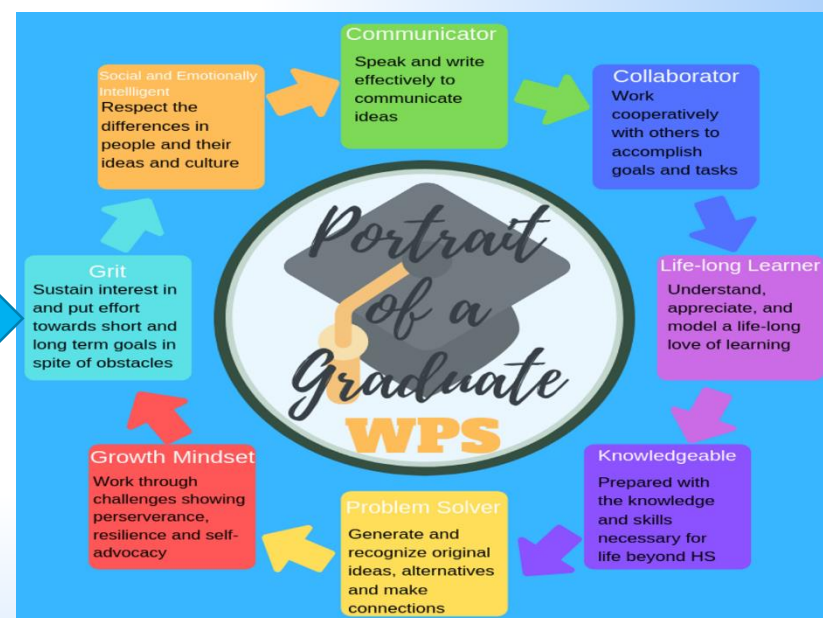 Communicator
Speak and write
effectively to
communicate
ideas
Collaborator
Work
cooperatively
with others to
accomplish
goals and tasks
Life-long Learner
Understand,
appreciate, and
model a life-long
love of learning
Knowledgeable
Prepared with
the knowledge
and skills
necessary for
life beyond HS
Problem Solver
Generate and
recognize original
ideas, alternatives
and make
connections
Growth Mindset
Work through
challenges showing
perserverance,
resilience and self-
advocacy
Grit
Sustain interest in
and put effort
towards short and
long term goals in
spite of obstacles
Social and Emotionally
Intelligent
Respect the
differences in
people and their
ideas and culture
Portrait
of a
Graduate
WPS